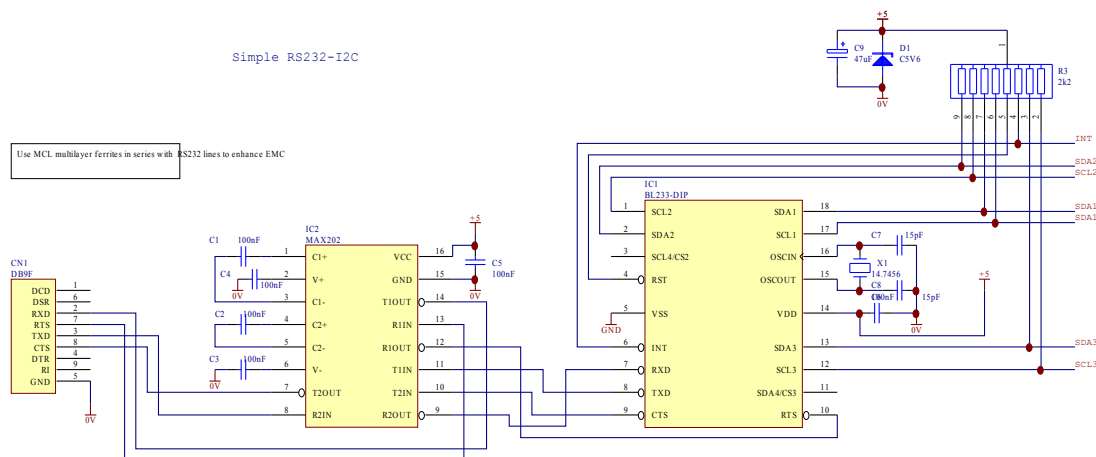 Simple RS232-I2C
Use MCL multilayer ferrites in series with RS232 lines to enhance EMC
+5
C9
47uF
D1
C5V6
0V
1
R3
2k2
9
8
7
6
5
4
3
2
INT
SDA2
SCL2
SDA1
SDA1
SDA3
SCL3
CN1
DB9F
DCD 1
DSR 6
RXD 2
RTS 7
TXD 3
CTS 8
DTR 4
RI 9
GND 5
0V
C1
100nF
C4
100nF
0V
C2
100nF
C3
100nF
0V
IC2
MAX202
1 C1+ VCC 16
2 V+ GND 15
3 C1- T1OUT 14
4 C2+ R1IN 13
5 C2- R1OUT 12
6 V- T1IN 11
7 T2OUT T2IN 10
8 R2IN R2OUT 9
+5
C5
100nF
0V
IC1
BL233-DIP
1 SCL2 SDA1 18
2 SDA2 SCL1 17
3 SCL4/CS2 OSCIN 16
4 RST OSCOUT 15
5 VSS VDD 14
6 INT SDA3 13
7 RXD SCL3 12
8 TXD SDA4/CS3 11
9 CTS RTS 10
GND
C7
15pF
X1
14.7456
C8
15pF
100nF
0V
+5